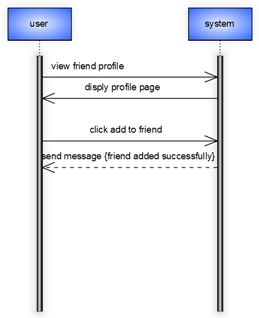 user
system
view friend profile
disply profile page
click add to friend
send message {friend added successfully}